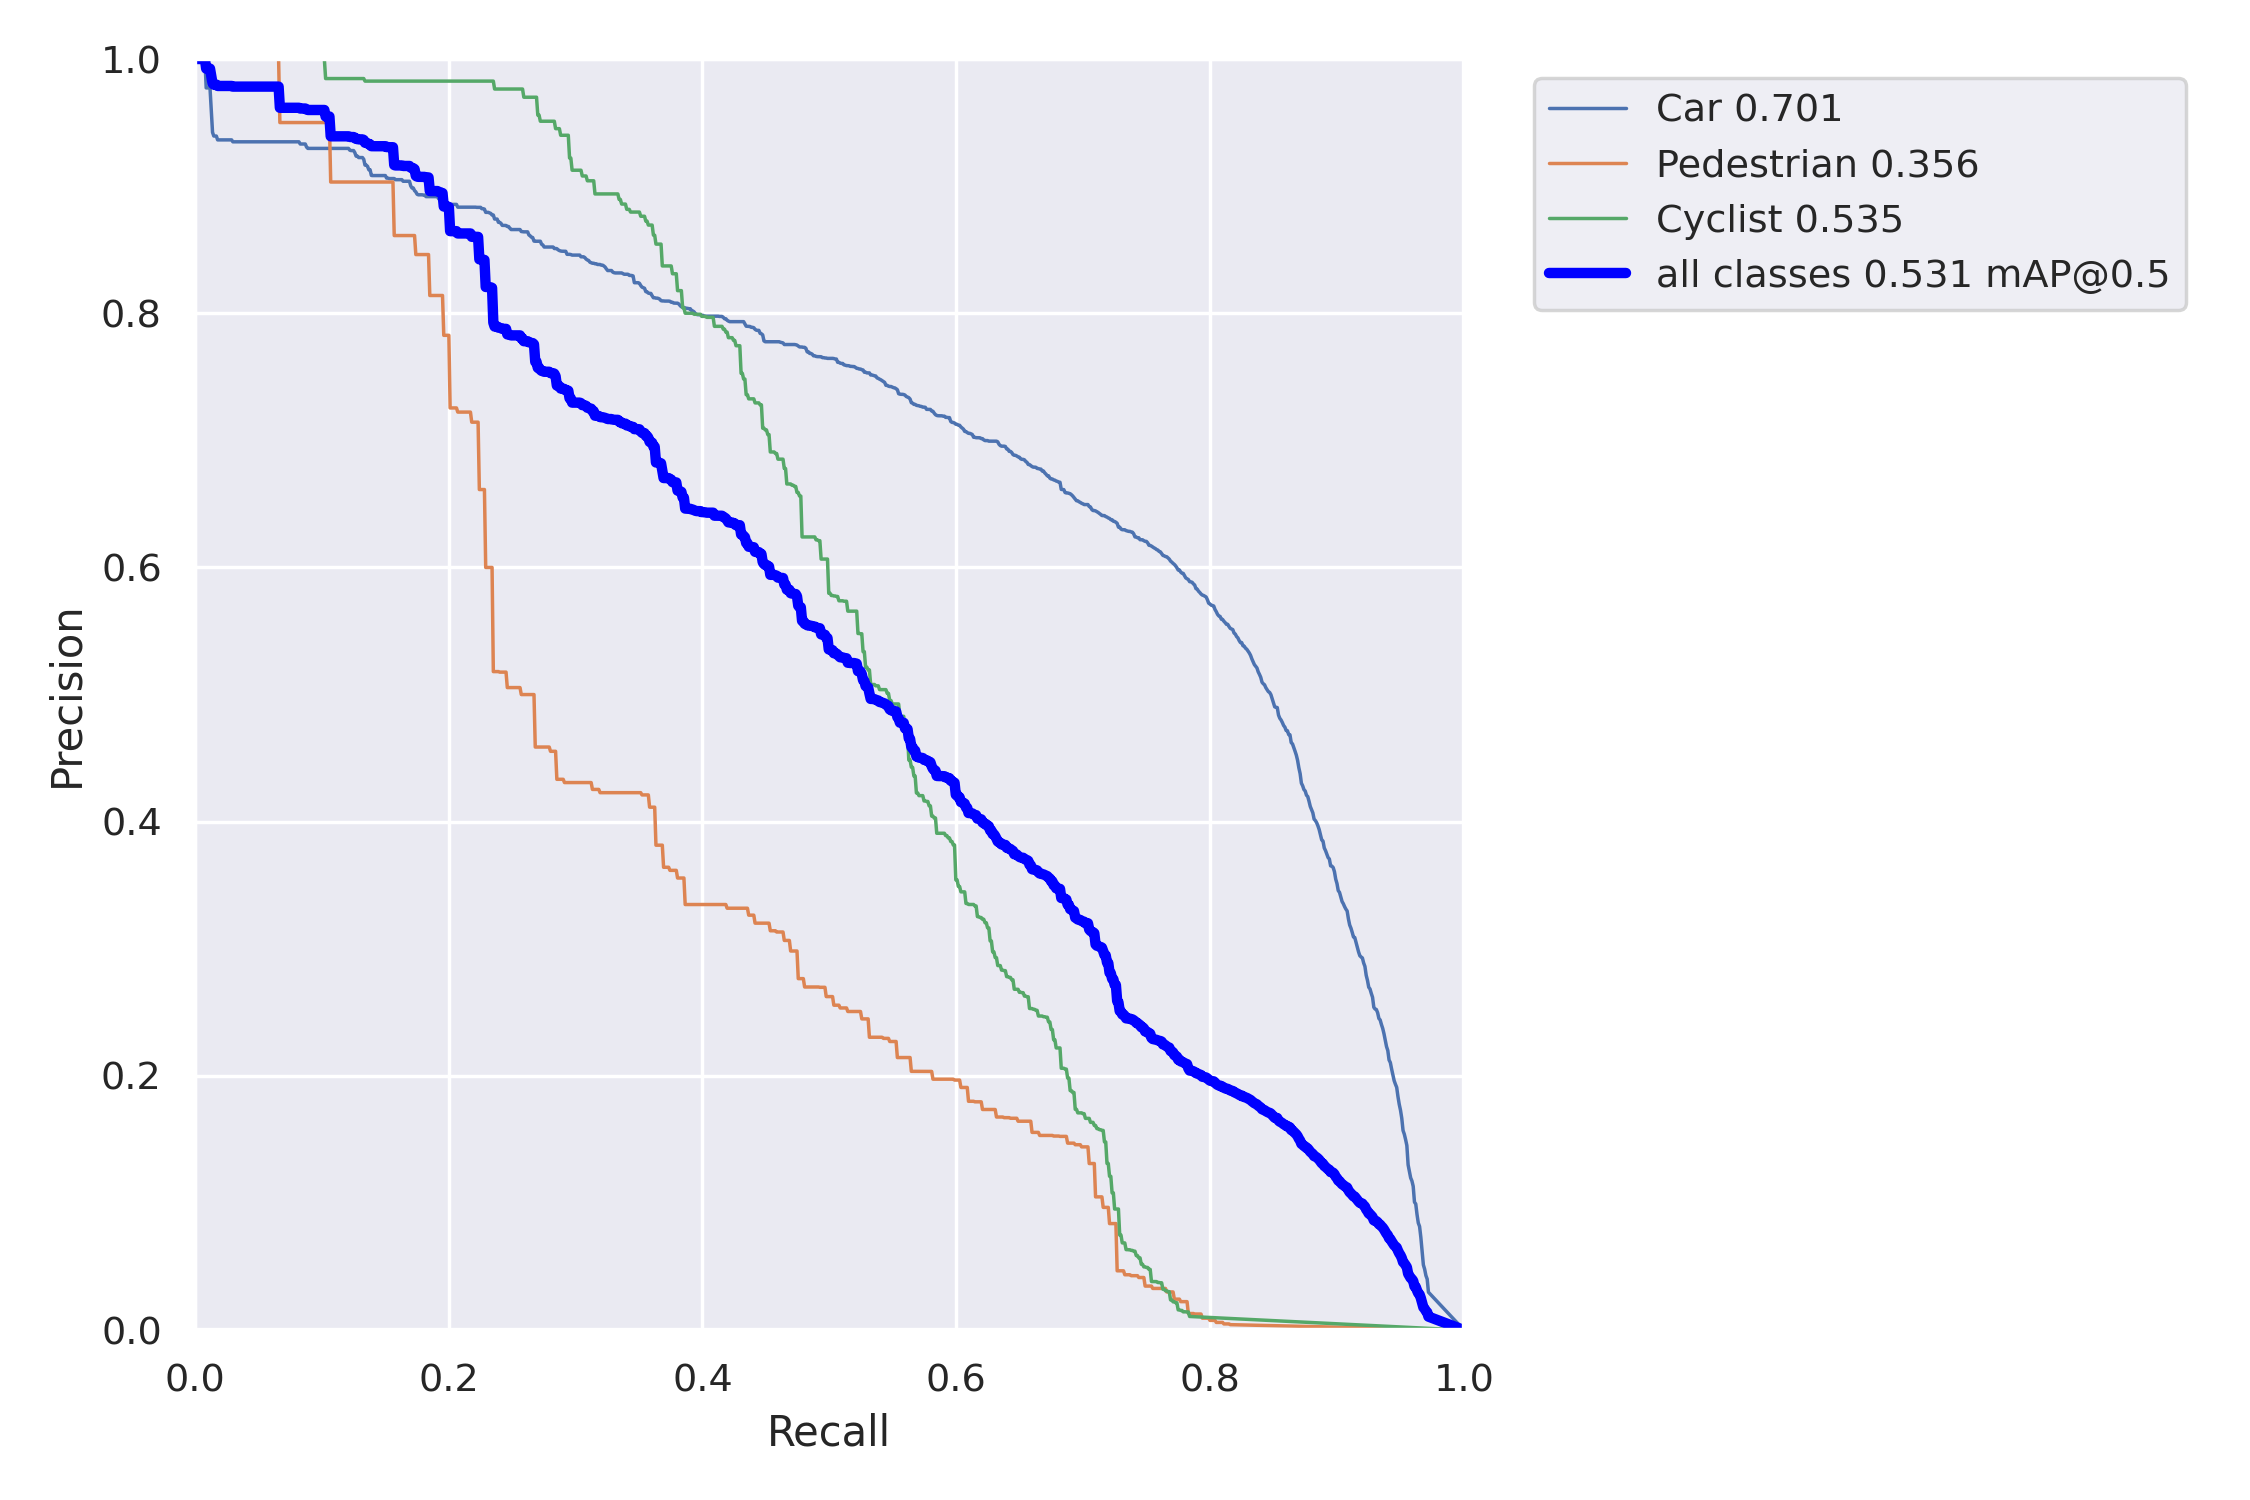 1.0
0.8
0.6
0.4
0.2
0.0
Precision
0.0 0.2 0.4 0.6 0.8 1.0
Recall
Car 0.701
Pedestrian 0.356
Cyclist 0.535
all classes 0.531 mAP@0.5